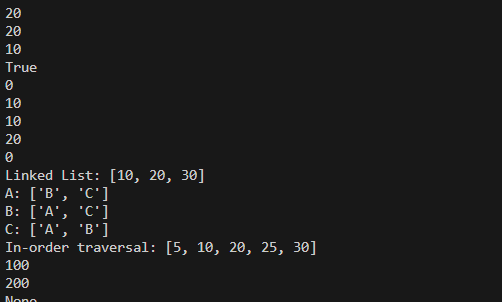 20
20
10
True
0
10
10
20
0
Linked List: [10, 20, 30]
A: ['B', 'C']
B: ['A', 'C']
C: ['A', 'B']
In-order traversal: [5, 10, 20, 25, 30]
100
200
None